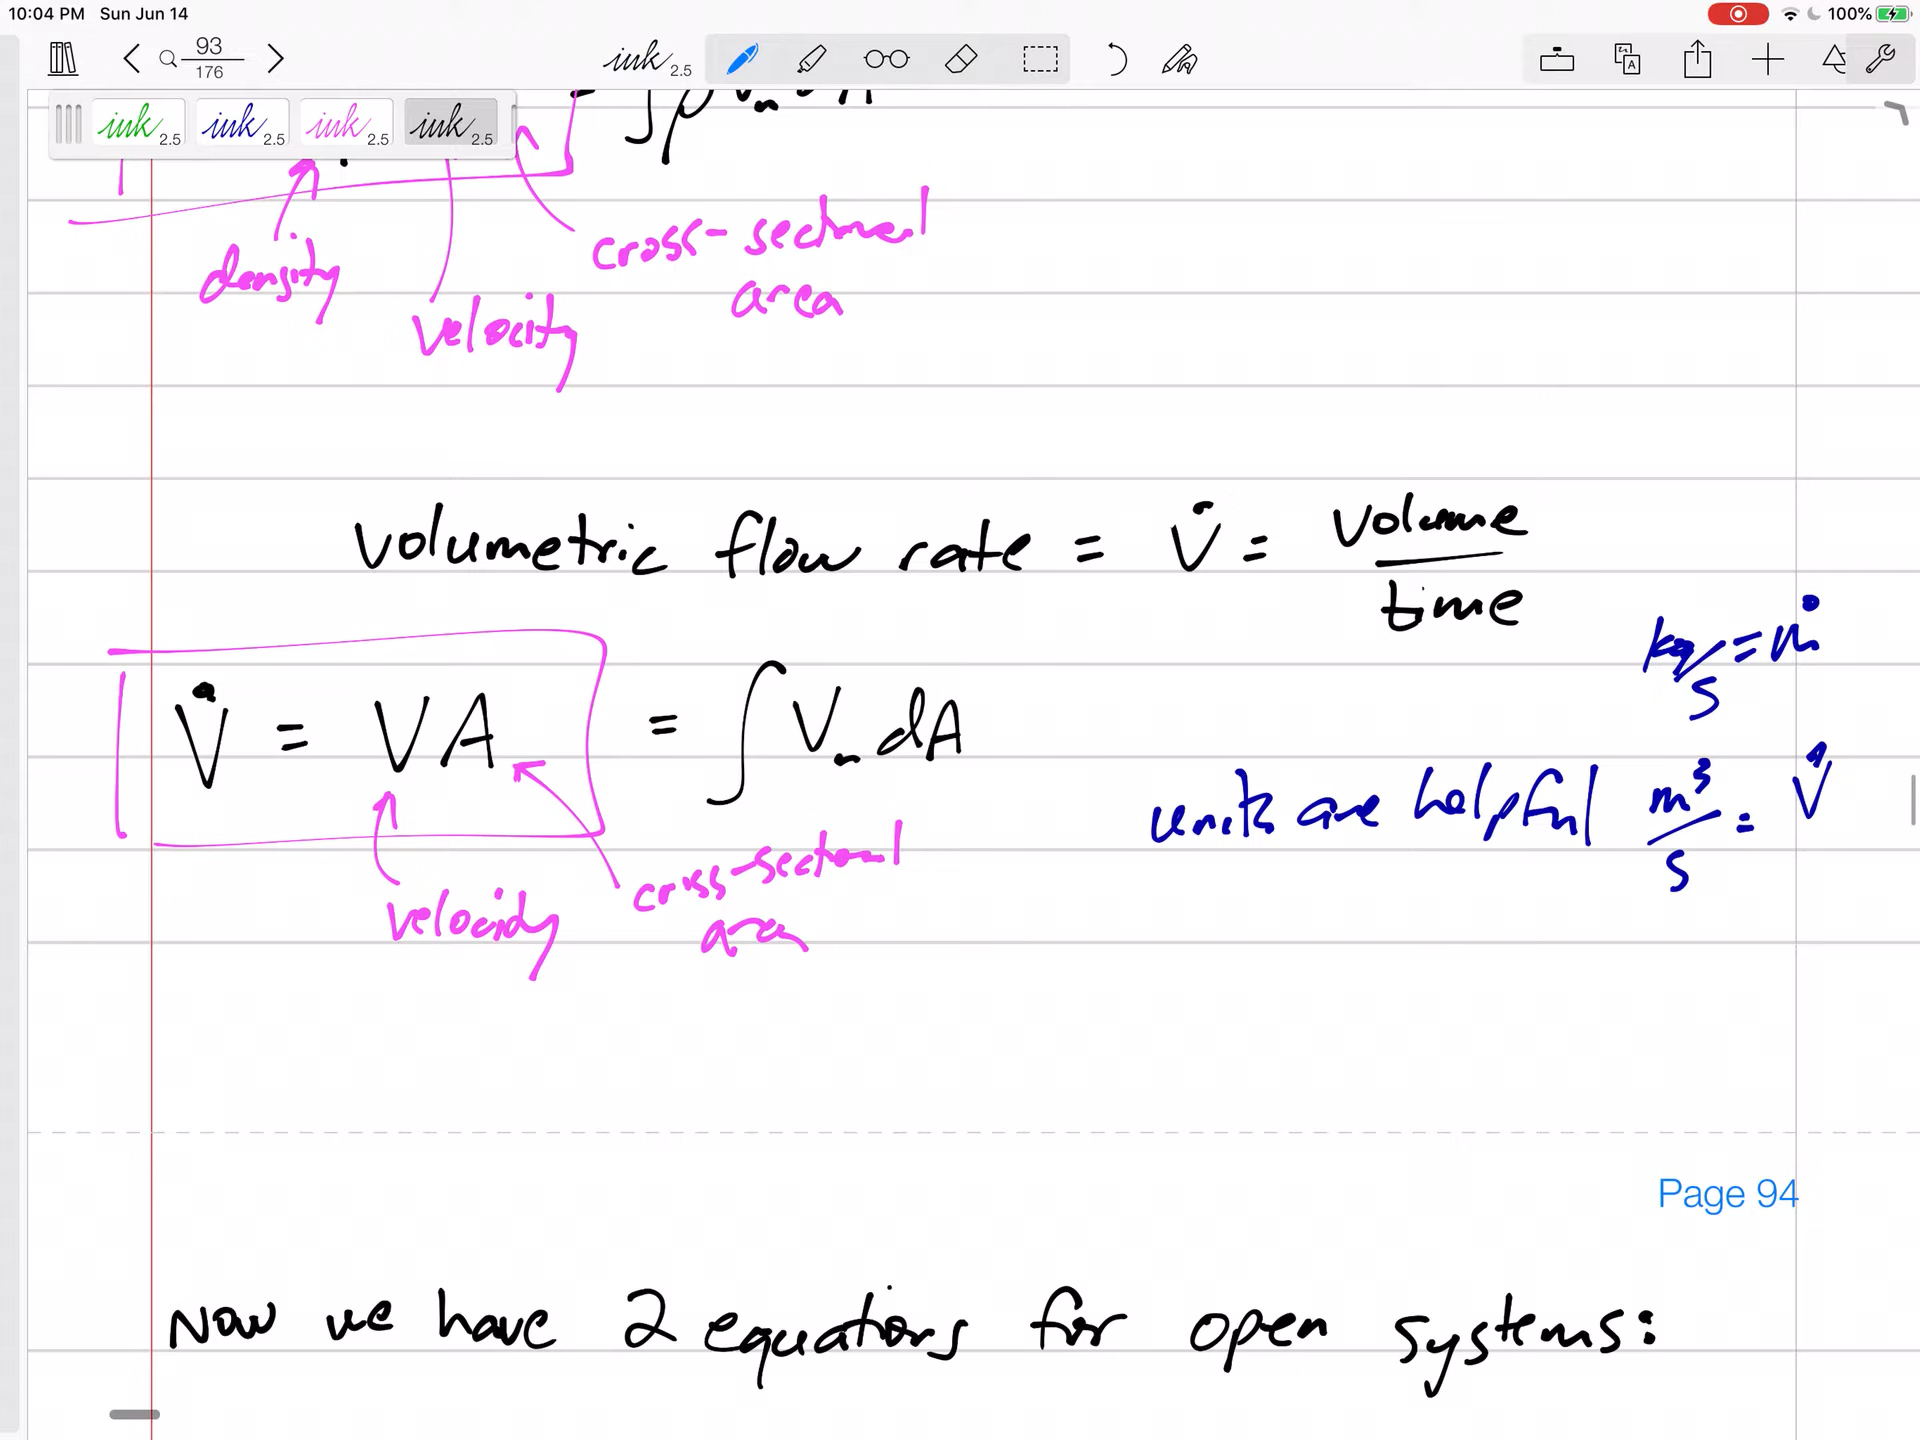 10:04 PM Sun Jun 14
100%
93
176
ink 2.5
ink 2.5 ink 2.5 ink 2.5 ink 2.5
= ∫ρVₙdA
density
velocity
cross-sectional
area
volumetric flow rate = V̇ = volume
time
kg/s = ṁ
V̇ = VA = ∫Vₙ dA
units are helpful m³/s = V̇
velocity
cross-sectional
area
Page 94
Now we have 2 equations for open systems: